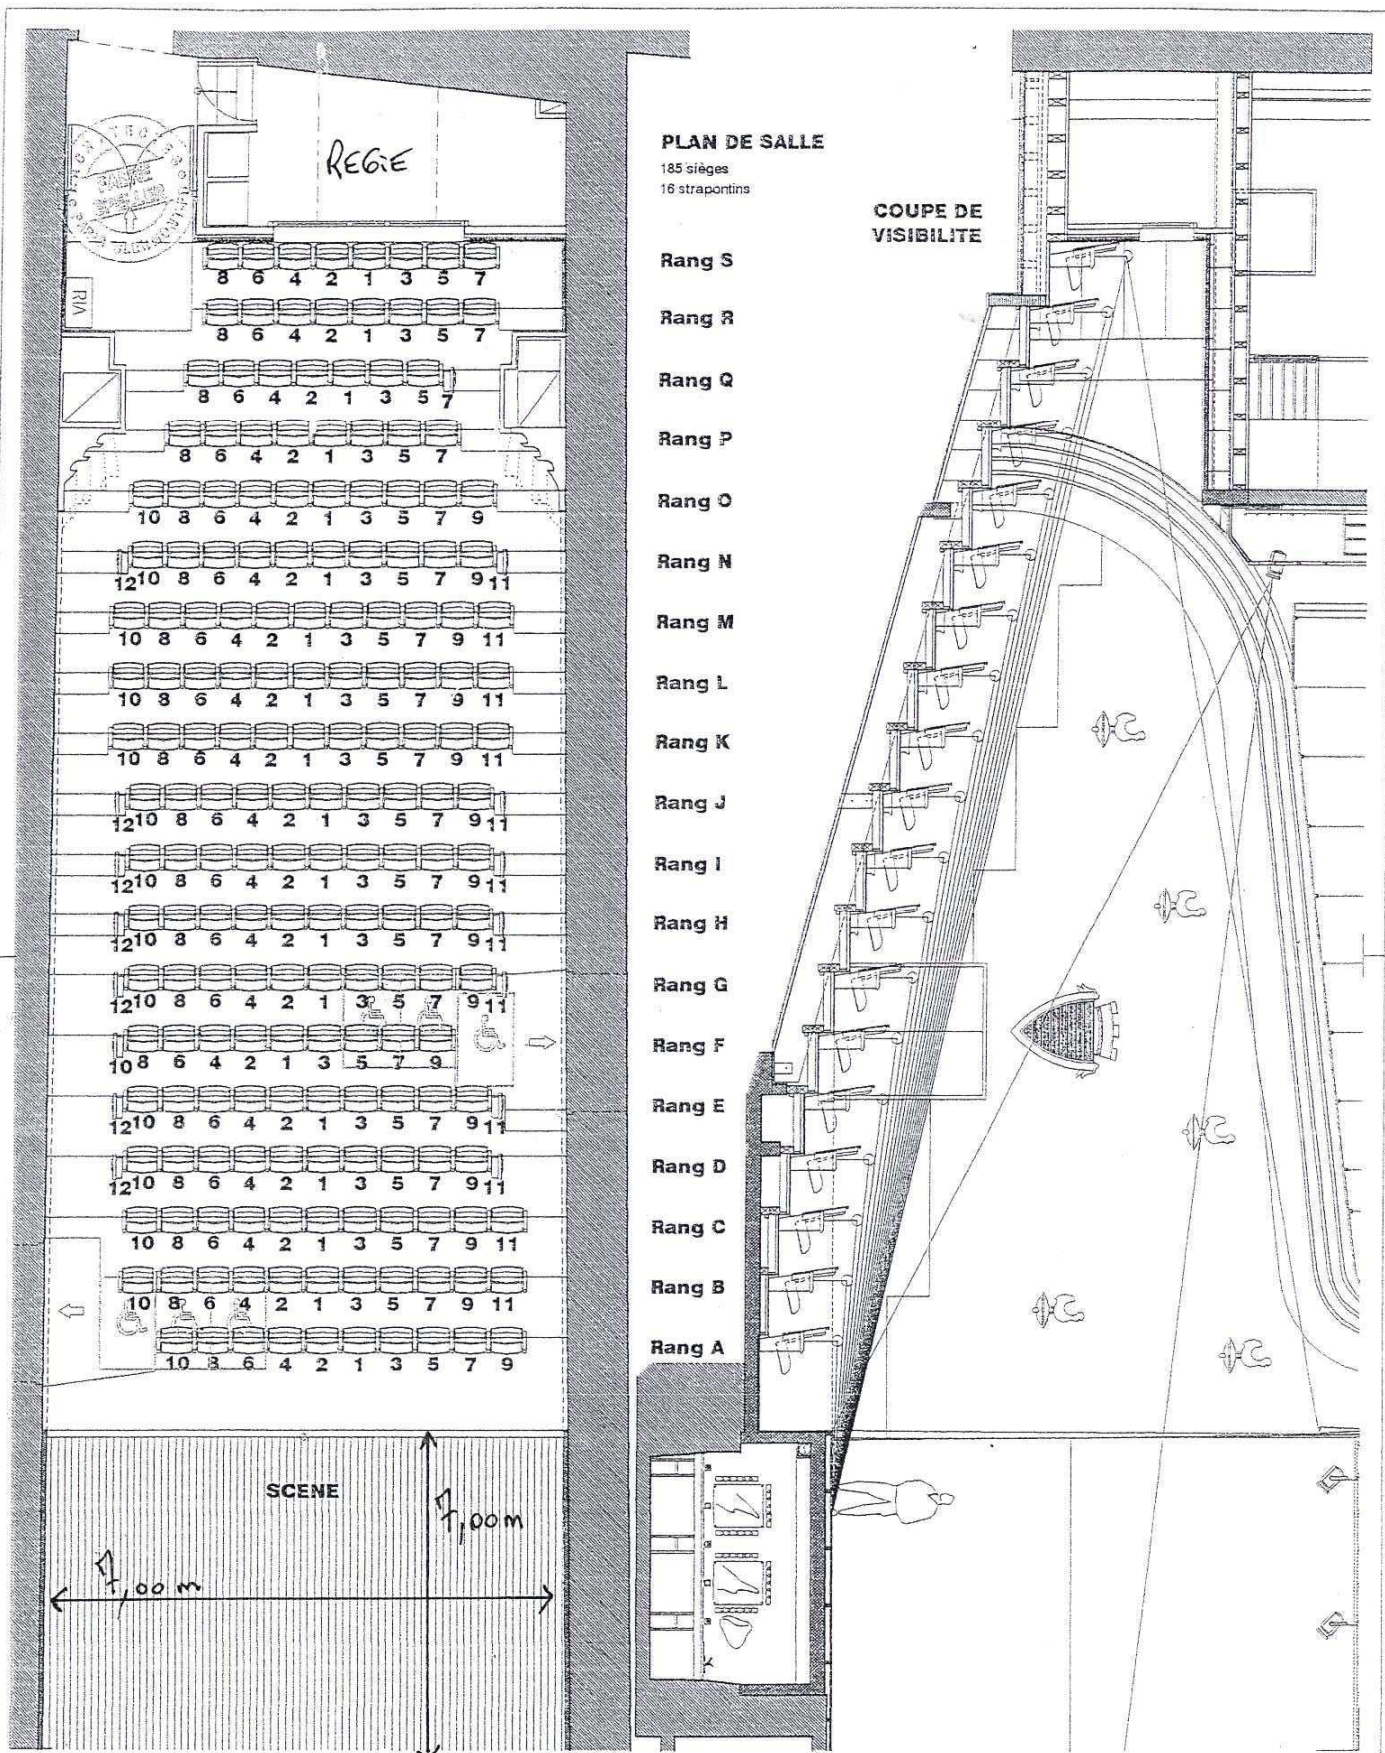 REGIE
RIA
PLAN DE SALLE
185 sièges
16 strapontins
COUPE DE
VISIBILITE
8 6 4 2 1 3 5 7
Rang S
8 6 4 2 1 3 5 7
Rang R
8 6 4 2 1 3 5 7
Rang Q
8 6 4 2 1 3 5 7
Rang P
10 8 6 4 2 1 3 5 7 9
Rang O
12 10 8 6 4 2 1 3 5 7 9 11
Rang N
10 8 6 4 2 1 3 5 7 9 11
Rang M
10 8 6 4 2 1 3 5 7 9 11
Rang L
10 8 6 4 2 1 3 5 7 9 11
Rang K
12 10 8 6 4 2 1 3 5 7 9 11
Rang J
12 10 8 6 4 2 1 3 5 7 9 11
Rang I
12 10 8 6 4 2 1 3 5 7 9 11
Rang H
12 10 8 6 4 2 1 3 5 7 9 11
Rang G
10 8 6 4 2 1 3 5 7 9
Rang F
12 10 8 6 4 2 1 3 5 7 9 11
Rang E
12 10 8 6 4 2 1 3 5 7 9 11
Rang D
10 8 6 4 2 1 3 5 7 9 11
Rang C
10 8 6 4 2 1 3 5 7 9 11
Rang B
10 8 6 4 2 1 3 5 7 9
Rang A
SCENE
7,00m
7,00 m